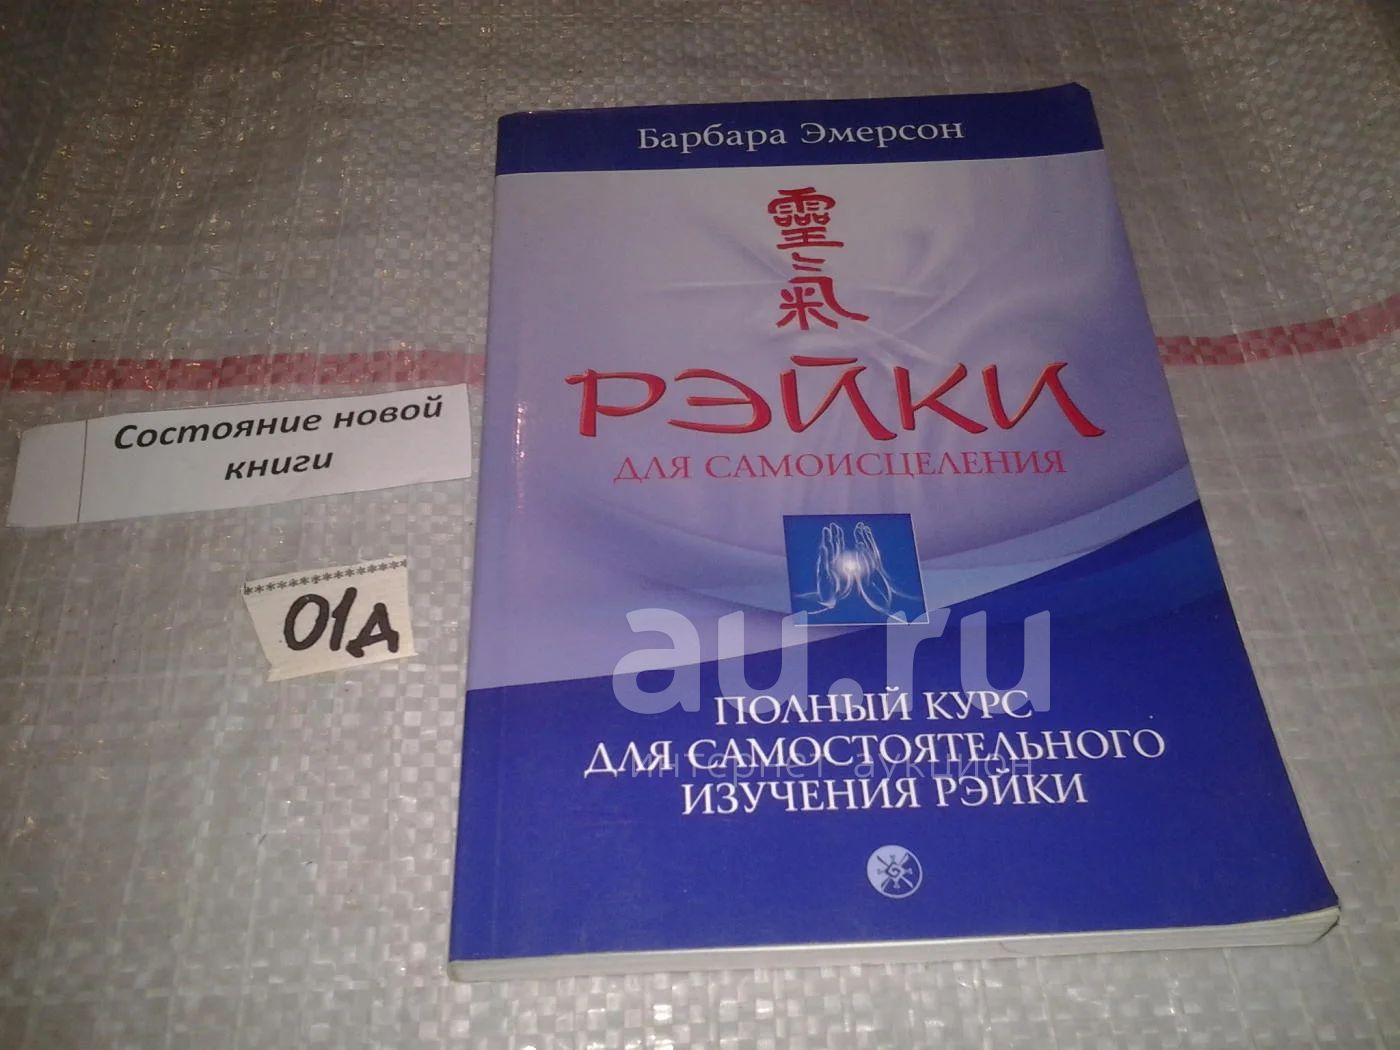 Барбара Эмерсон
靈
氣
РЭЙКИ
ДЛЯ САМОИСЦЕЛЕНИЯ
Состояние новой
книги
01д
au.ru
интернет аукцион
ПОЛНЫЙ КУРС
ДЛЯ САМОСТОЯТЕЛЬНОГО
ИЗУЧЕНИЯ РЭЙКИ